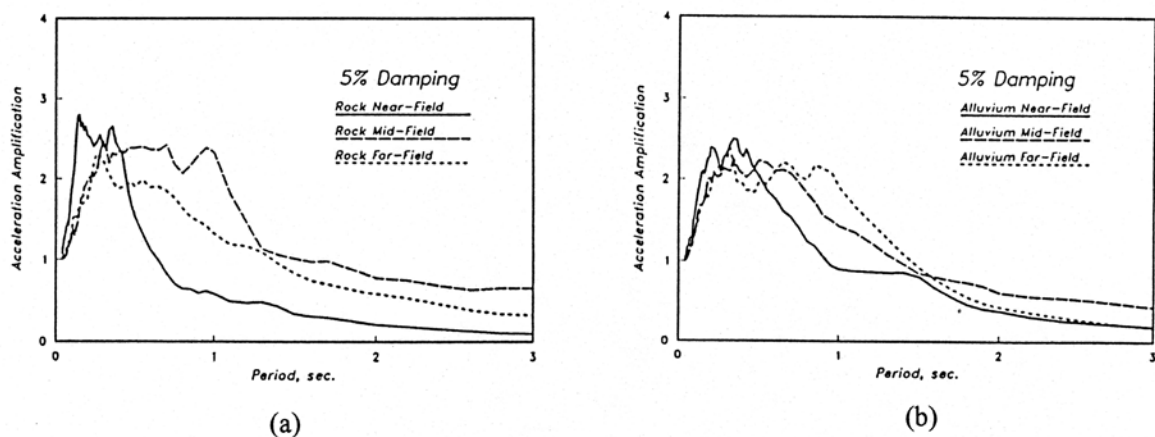 4
3
2
1
0
0
1
2
3
Acceleration Amplification
Period, sec.
5% Damping
Rock Near-Field
Rock Mid-Field
Rock Far-Field
(a)
4
3
2
1
0
0
1
2
3
Acceleration Amplification
Period, sec.
5% Damping
Alluvium Near-Field
Alluvium Mid-Field
Alluvium Far-Field
(b)